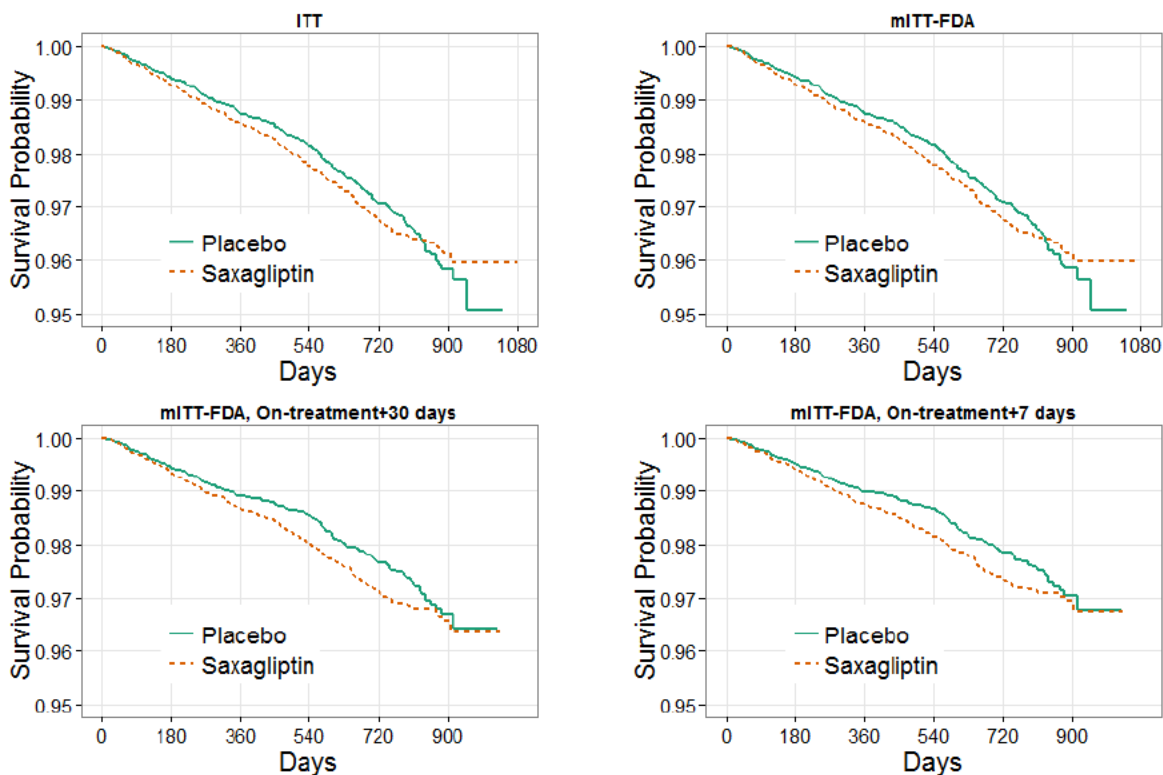 ITT
Survival Probability
1.00
0.99
0.98
0.97
0.96
0.95
Placebo
Saxagliptin
0 180 360 540 720 900 1080
Days
mITT-FDA
Survival Probability
1.00
0.99
0.98
0.97
0.96
0.95
Placebo
Saxagliptin
0 180 360 540 720 900 1080
Days
mITT-FDA, On-treatment+30 days
Survival Probability
1.00
0.99
0.98
0.97
0.96
0.95
Placebo
Saxagliptin
0 180 360 540 720 900
Days
mITT-FDA, On-treatment+7 days
Survival Probability
1.00
0.99
0.98
0.97
0.96
0.95
Placebo
Saxagliptin
0 180 360 540 720 900
Days